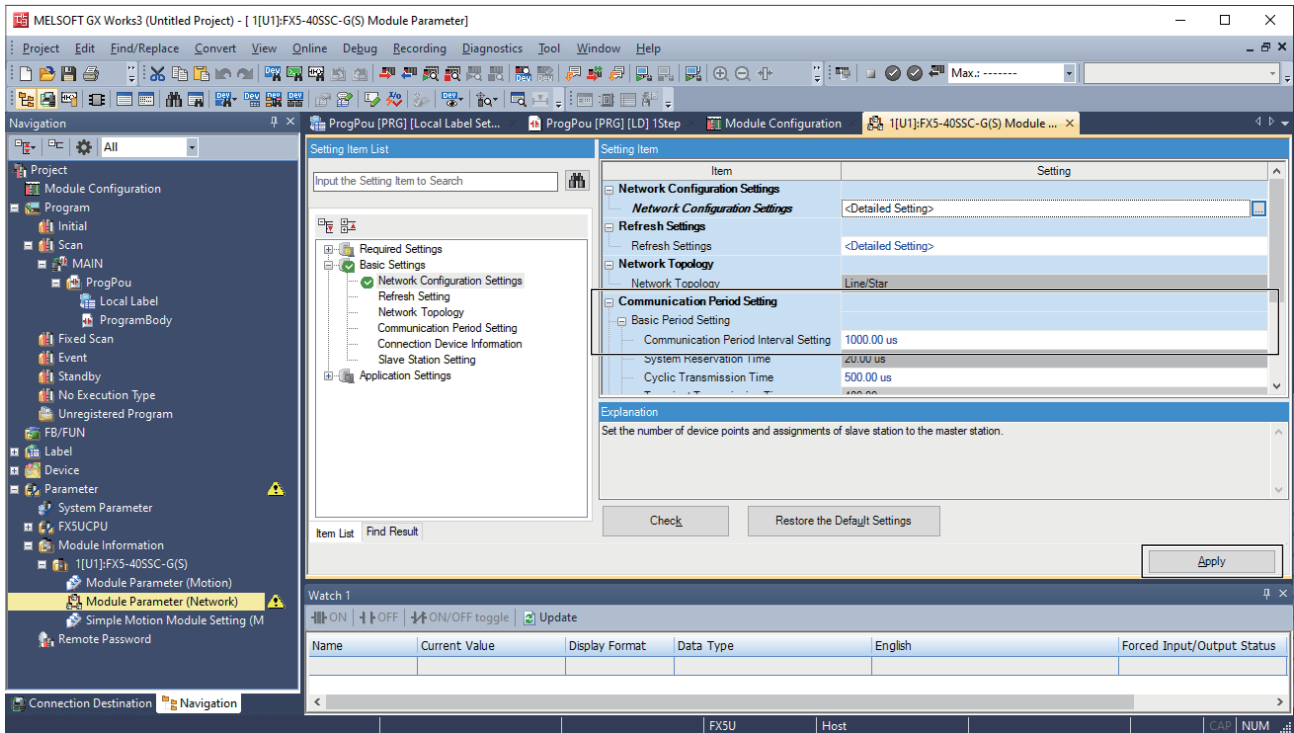 MELSOFT GX Works3 (Untitled Project) - [ 1[U1]:FX5-40SSC-G(S) Module Parameter]
Project Edit Find/Replace Convert View Online Debug Recording Diagnostics Tool Window Help
Max.: -------
Navigation
All
Project
Module Configuration
Program
Initial
Scan
MAIN
ProgPou
Local Label
ProgramBody
Fixed Scan
Event
Standby
No Execution Type
Unregistered Program
FB/FUN
Label
Device
Parameter
System Parameter
FX5UCPU
Module Information
1[U1]:FX5-40SSC-G(S)
Module Parameter (Motion)
Module Parameter (Network)
Simple Motion Module Setting (M
Remote Password
Connection Destination Navigation
ProgPou [PRG] [Local Label Set... ProgPou [PRG] [LD] 1Step Module Configuration 1[U1]:FX5-40SSC-G(S) Module ...
Setting Item List
Input the Setting Item to Search
Required Settings
Basic Settings
Network Configuration Settings
Refresh Setting
Network Topology
Communication Period Setting
Connection Device Information
Slave Station Setting
Application Settings
Item List Find Result
Setting Item
Item Setting
Network Configuration Settings
Network Configuration Settings <Detailed Setting>
Refresh Settings
Refresh Settings <Detailed Setting>
Network Topology
Network Topology Line/Star
Communication Period Setting
Basic Period Setting
Communication Period Interval Setting 1000.00 us
System Reservation Time 20.00 us
Cyclic Transmission Time 500.00 us
Explanation
Set the number of device points and assignments of slave station to the master station.
Check Restore the Default Settings
Apply
Watch 1
ON OFF ON/OFF toggle Update
Name Current Value Display Format Data Type English Forced Input/Output Status
FX5U Host CAP NUM